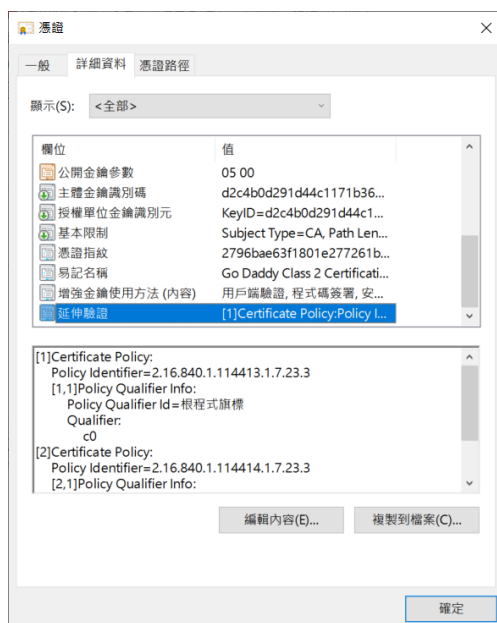 憑證
一般 詳細資料 憑證路徑
顯示(S): <全部>
欄位 值
公開金鑰參數 05 00
主體金鑰識別碼 d2c4b0d291d44c1171b36...
授權單位金鑰識別元 KeyID=d2c4b0d291d44c1...
基本限制 Subject Type=CA, Path Len...
憑證指紋 2796bae63f1801e277261b...
易記名稱 Go Daddy Class 2 Certificati...
增強金鑰使用方法 (內容) 用戶端驗證, 程式碼簽署, 安...
延伸驗證 [1]Certificate Policy:Policy I...
[1]Certificate Policy:
Policy Identifier=2.16.840.1.114413.1.7.23.3
[1,1]Policy Qualifier Info:
Policy Qualifier Id=根程式旗標
Qualifier:
c0
[2]Certificate Policy:
Policy Identifier=2.16.840.1.114414.1.7.23.3
[2,1]Policy Qualifier Info:
編輯內容(E)... 複製到檔案(C)...
確定